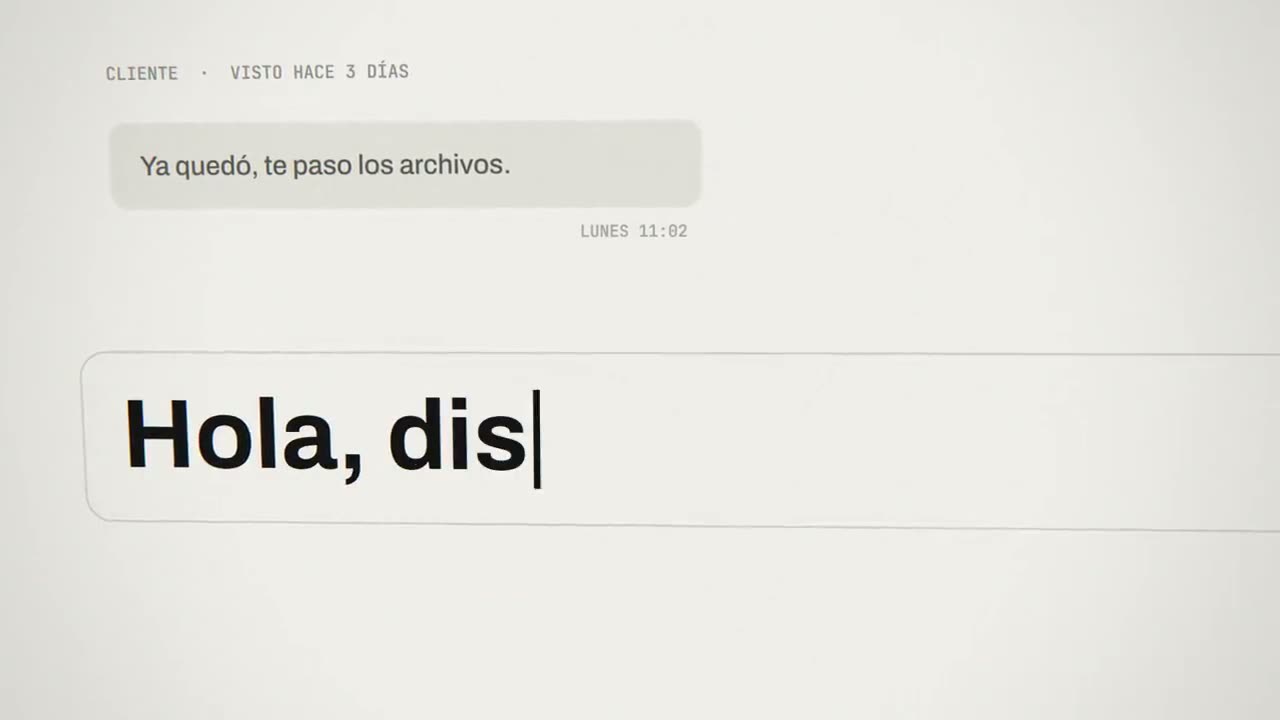 CLIENTE · VISTO HACE 3 DÍAS
Ya quedó, te paso los archivos.
LUNES 11:02
Hola, dis